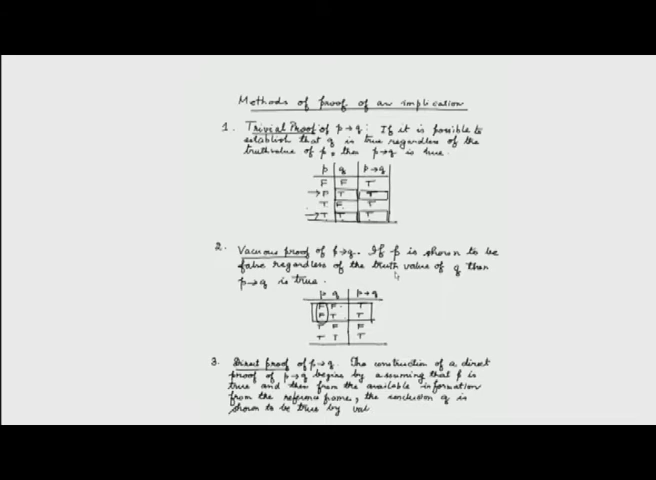 Methods of proof of an implication
1. Trivial Proof of p→q: If it is possible to
establish that q is true regardless of the
truthvalue of p, then p→q is true.
p q p→q
F F T
→ F T T
T F
→ T T T
2. Vacuous proof of p→q. If p is shown to be
false regardless of the truth value of q then
p→q is true.
p q p→q
F F T
F T T
T F F
T T T
3. Direct proof of p→q. The construction of a direct
proof of p→q begins by assuming that p is
true and then from the available information
from the reference frame, the conclusion q is
shown to be true by val